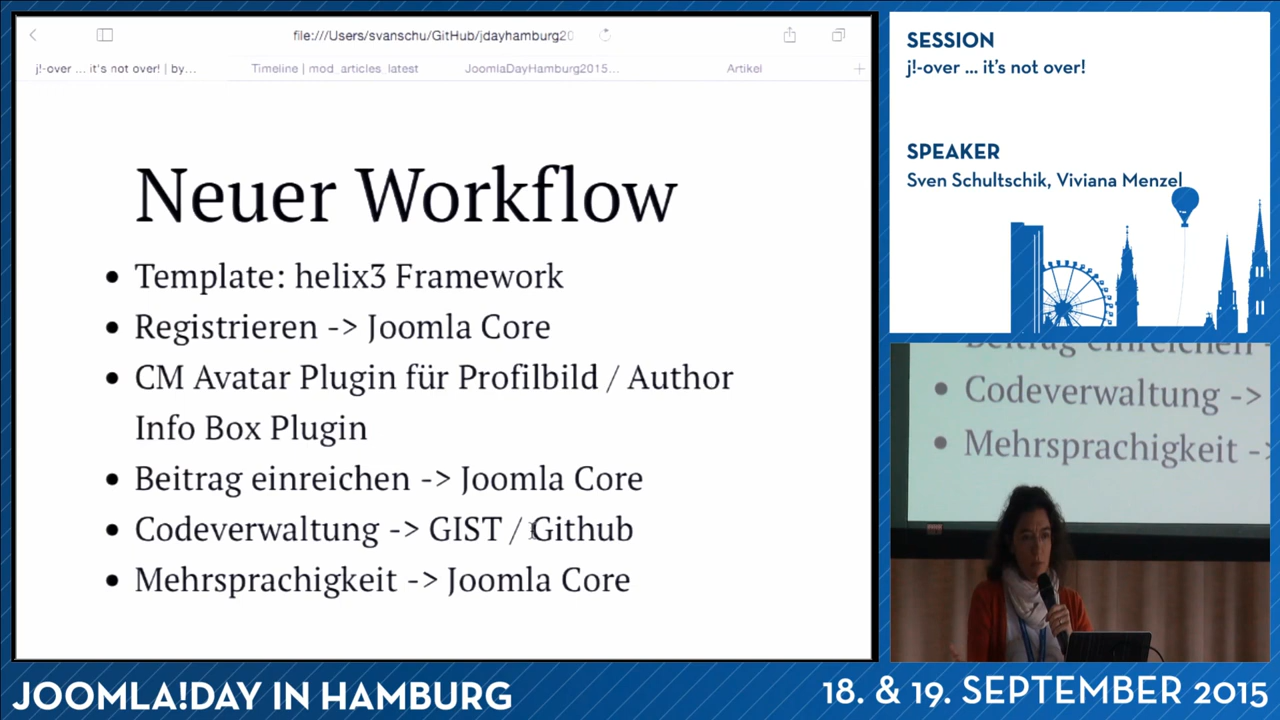 file:///Users/svanschu/GitHub/jdayhamburg20
j!-over ... it's not over! | by...
Timeline | mod_articles_latest
JoomlaDayHamburg2015...
Artikel
Neuer Workflow
• Template: helix3 Framework
• Registrieren -> Joomla Core
• CM Avatar Plugin für Profilbild / Author
Info Box Plugin
• Beitrag einreichen -> Joomla Core
• Codeverwaltung -> GIST / Github
• Mehrsprachigkeit -> Joomla Core
SESSION
j!-over ... it's not over!
SPEAKER
Sven Schultschik, Viviana Menzel
Beitrag einreichen -
• Codeverwaltung ->
• Mehrsprachigkeit ->
JOOMLA!DAY IN HAMBURG
18. & 19. SEPTEMBER 2015